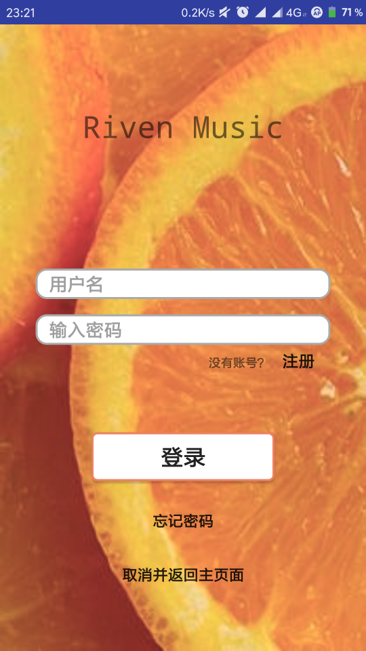 23:21 0.2K/s 4G 71%
Riven Music
用户名
输入密码
没有账号? 注册
登录
忘记密码
取消并返回主页面